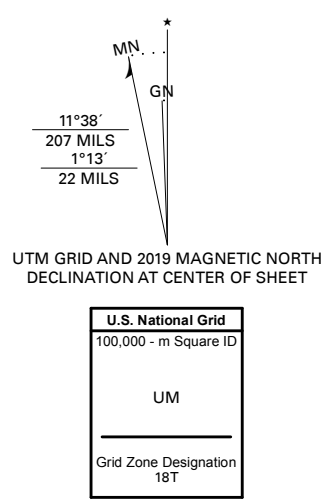 ★
MN
GN
11°38´
207 MILS
1°13´
22 MILS
UTM GRID AND 2019 MAGNETIC NORTH
DECLINATION AT CENTER OF SHEET
U.S. National Grid
100,000 - m Square ID
UM
Grid Zone Designation
18T